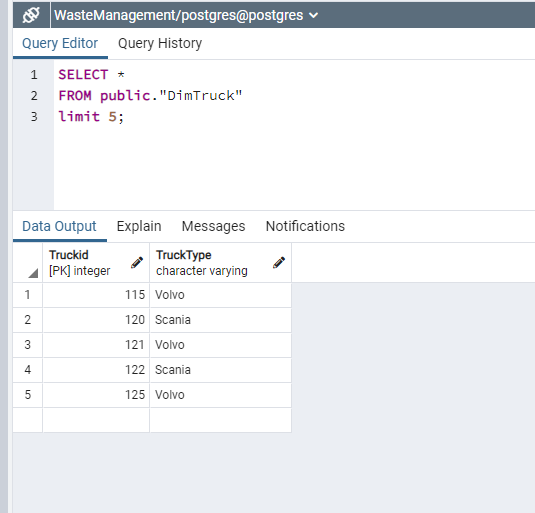 WasteManagement/postgres@postgres
Query Editor Query History
1 SELECT *
2 FROM public."DimTruck"
3 limit 5;
Data Output Explain Messages Notifications
Truckid TruckType
[PK] integer character varying
1 115 Volvo
2 120 Scania
3 121 Volvo
4 122 Scania
5 125 Volvo